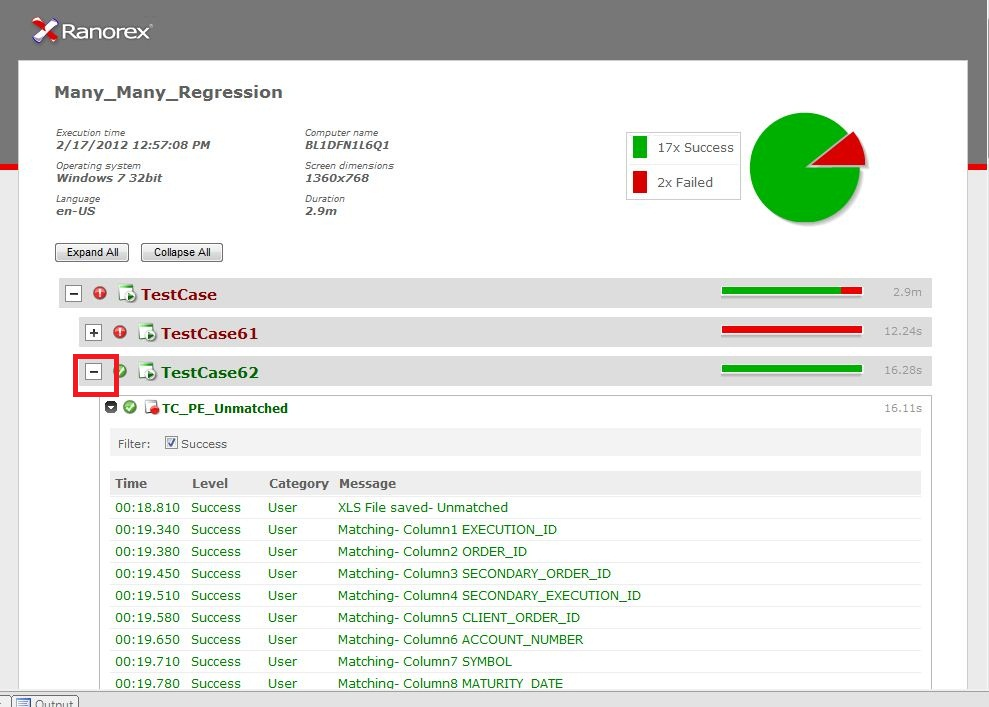 Ranorex
Many_Many_Regression
Execution time
2/17/2012 12:57:08 PM
Computer name
BL1DFN1L6Q1
Operating system
Windows 7 32bit
Screen dimensions
1360x768
Language
en-US
Duration
2.9m
17x Success
2x Failed
Expand All Collapse All
TestCase 2.9m
TestCase61 12.24s
TestCase62 16.28s
TC_PE_Unmatched 16.11s
Filter: Success
Time Level Category Message
00:18.810 Success User XLS File saved- Unmatched
00:19.340 Success User Matching- Column1 EXECUTION_ID
00:19.380 Success User Matching- Column2 ORDER_ID
00:19.450 Success User Matching- Column3 SECONDARY_ORDER_ID
00:19.510 Success User Matching- Column4 SECONDARY_EXECUTION_ID
00:19.580 Success User Matching- Column5 CLIENT_ORDER_ID
00:19.650 Success User Matching- Column6 ACCOUNT_NUMBER
00:19.710 Success User Matching- Column7 SYMBOL
00:19.780 Success User Matching- Column8 MATURITY_DATE
Output